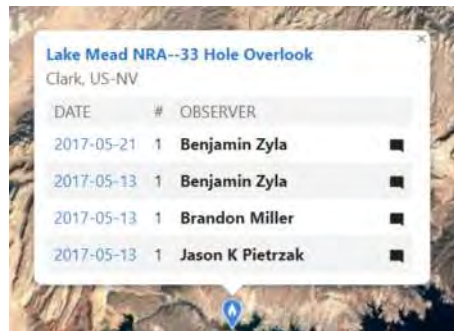 ×
Lake Mead NRA--33 Hole Overlook
Clark, US-NV
DATE # OBSERVER
2017-05-21 1 Benjamin Zyla
2017-05-13 1 Benjamin Zyla
2017-05-13 1 Brandon Miller
2017-05-13 1 Jason K Pietrzak